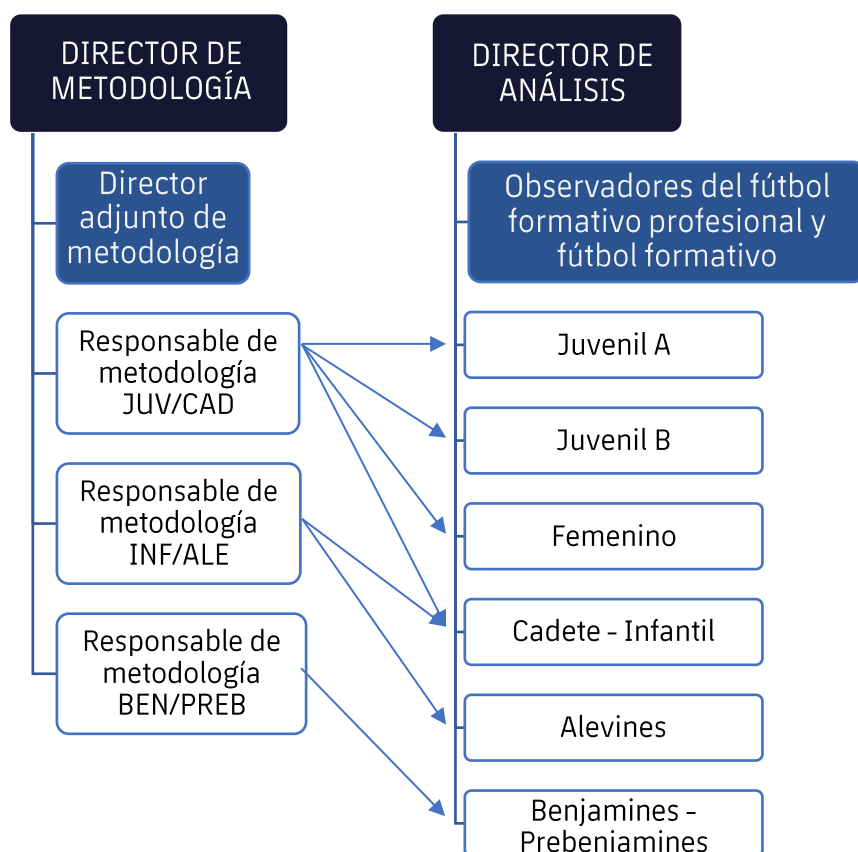 DIRECTOR DE
METODOLOGÍA
Director
adjunto de
metodología
Responsable de
metodología
JUV/CAD
Responsable de
metodología
INF/ALE
Responsable de
metodología
BEN/PREB
DIRECTOR DE
ANÁLISIS
Observadores del fútbol
formativo profesional y
fútbol formativo
Juvenil A
Juvenil B
Femenino
Cadete - Infantil
Alevines
Benjamines -
Prebenjamines